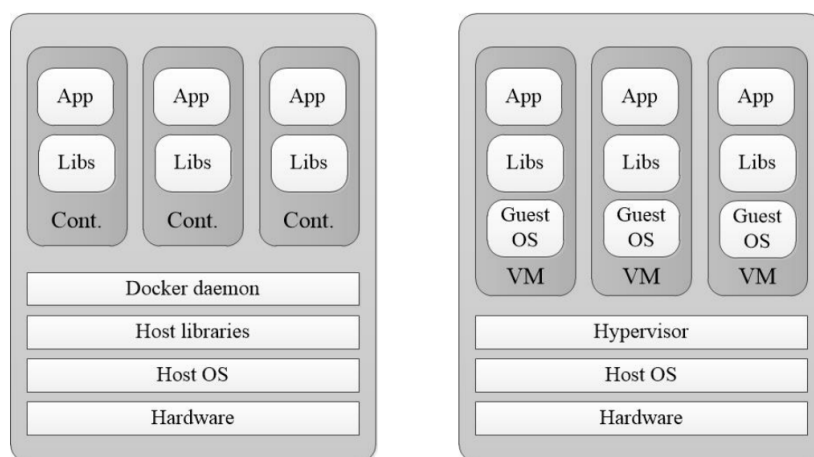 App
App
App
Libs
Libs
Libs
Cont.
Cont.
Cont.
Docker daemon
Host libraries
Host OS
Hardware
App
App
App
Libs
Libs
Libs
Guest
OS
Guest
OS
Guest
OS
VM
VM
VM
Hypervisor
Host OS
Hardware